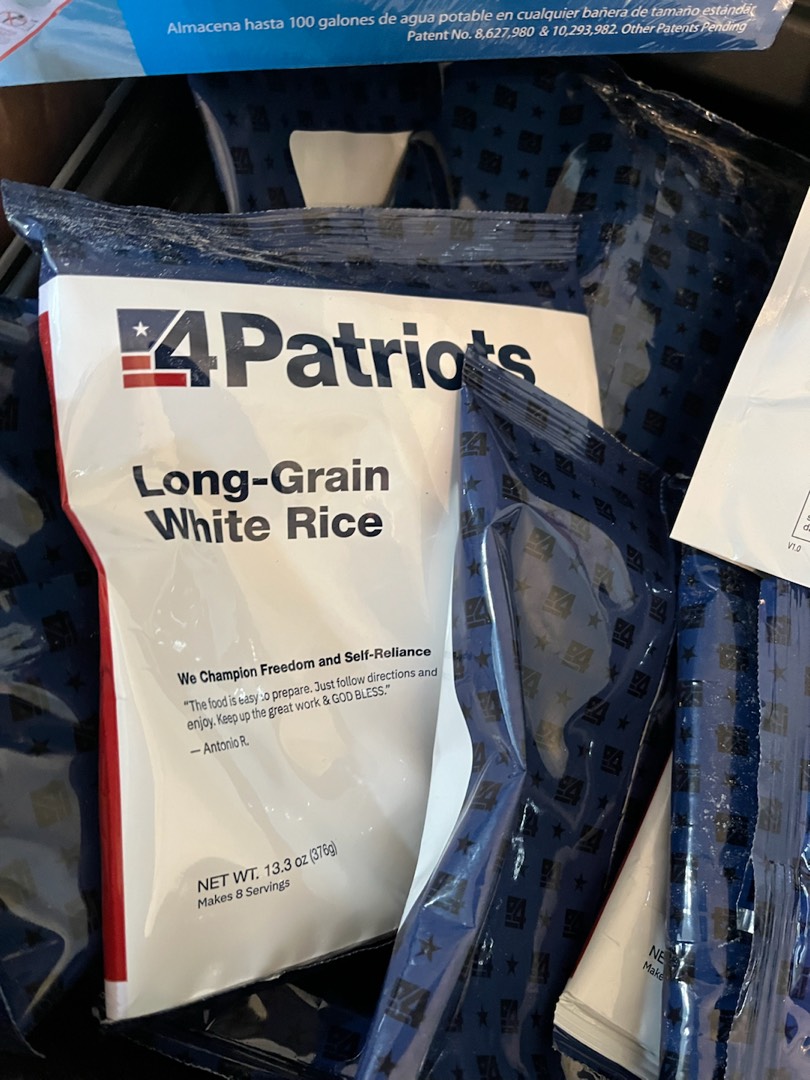 Almacena hasta 100 galones de agua potable en cualquier bañera de tamaño estándar
Patent No. 8,627,980 & 10,293,982. Other Patents Pending
4Patriots
Long-Grain
White Rice
We Champion Freedom and Self-Reliance
"The food is easy to prepare. Just follow directions and
enjoy. Keep up the great work & GOD BLESS."
— Antonio R.
NET WT. 13.3 oz (376g)
Makes 8 Servings
V1.0
NE
Make